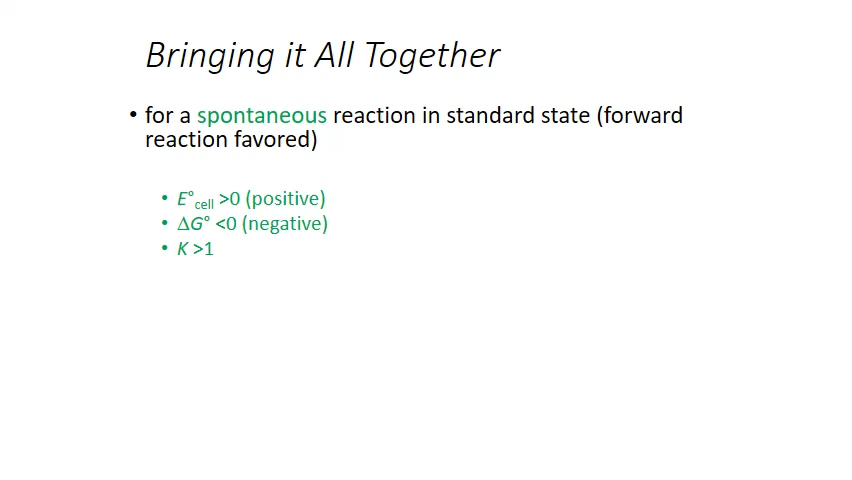 Bringing it All Together
• for a spontaneous reaction in standard state (forward
reaction favored)
• E°cell >0 (positive)
• ΔG° <0 (negative)
• K >1